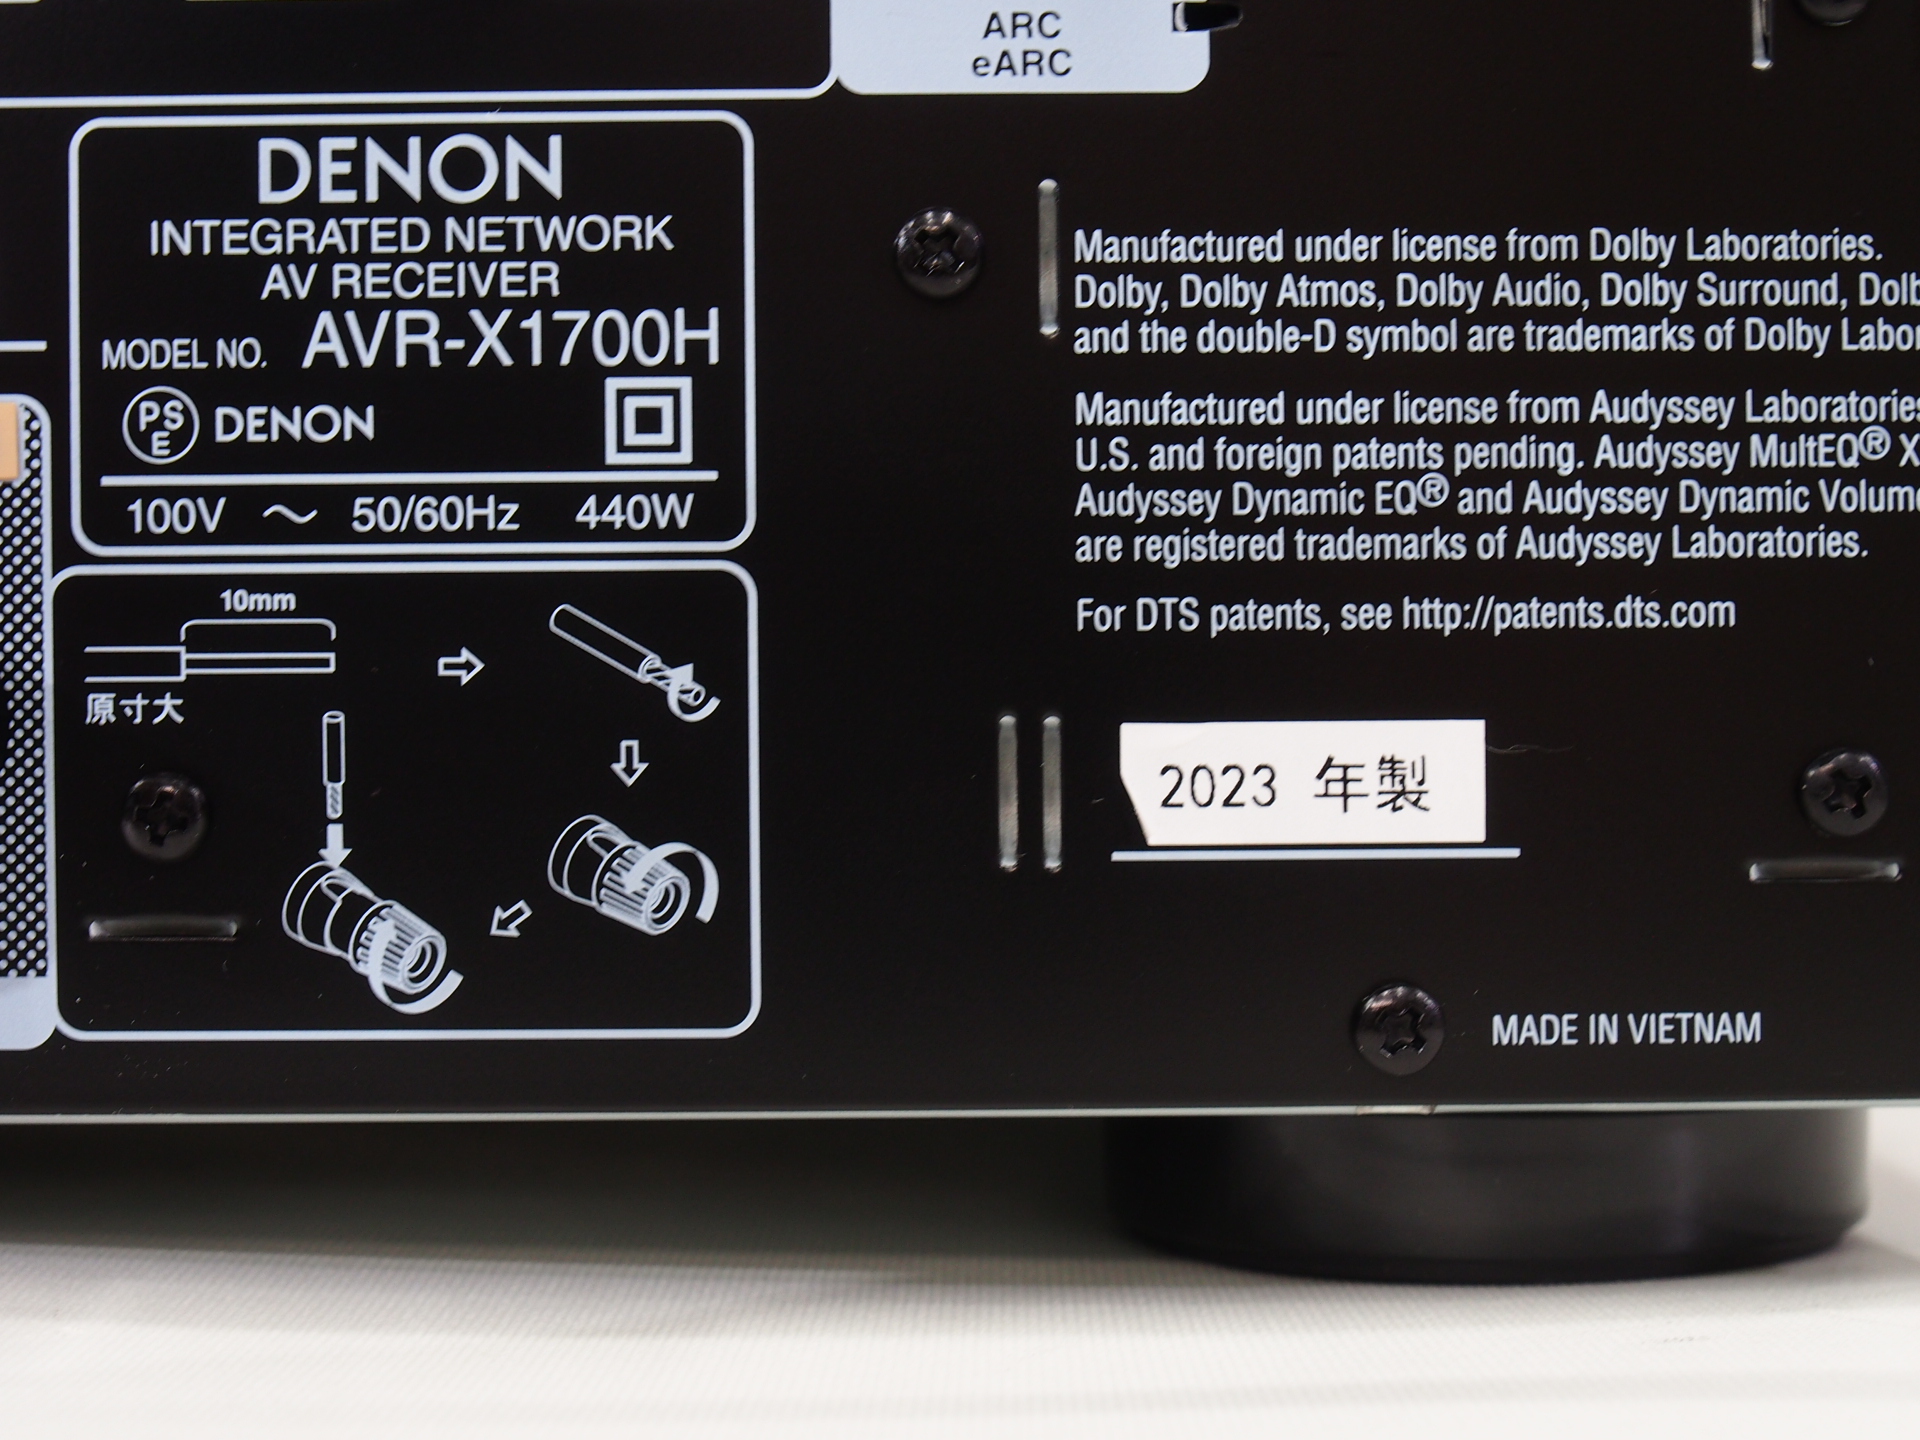 ARC
eARC
DENON
INTEGRATED NETWORK
AV RECEIVER
MODEL NO. AVR-X1700H
PSE DENON
100V ～ 50/60Hz 440W
10mm
原寸大
Manufactured under license from Dolby Laboratories.
Dolby, Dolby Atmos, Dolby Audio, Dolby Surround,
and the double-D symbol are trademarks of Dolby
Manufactured under license from Audyssey Laboratories
U.S. and foreign patents pending. Audyssey MultEQ® X
Audyssey Dynamic EQ® and Audyssey Dynamic Volume
are registered trademarks of Audyssey Laboratories.
For DTS patents, see http://patents.dts.com
2023 年製
MADE IN VIETNAM